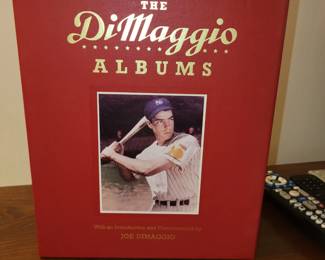 THE
DiMaggio
ALBUMS
With an Introduction and Commentary by
JOE DIMAGGIO